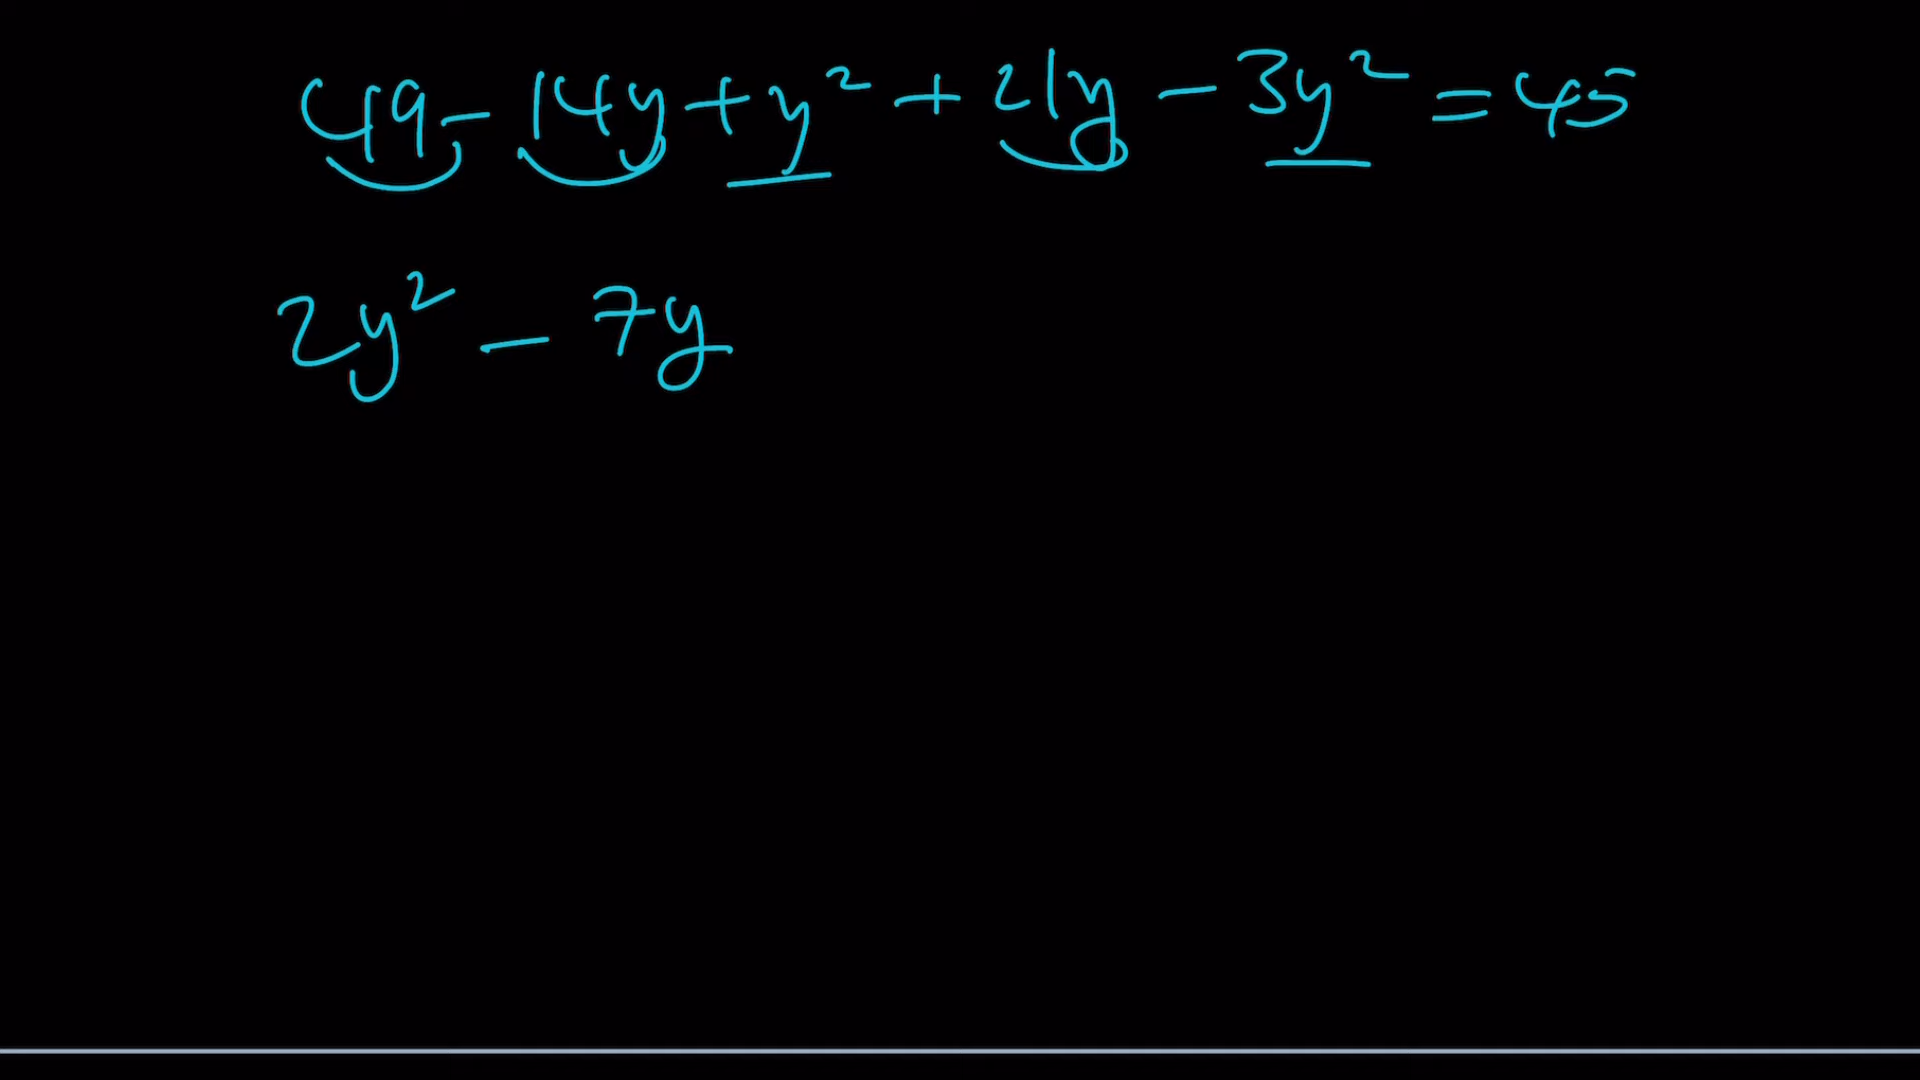 49 - 14y + y² + 21y - 3y² = 45
2y² - 7y